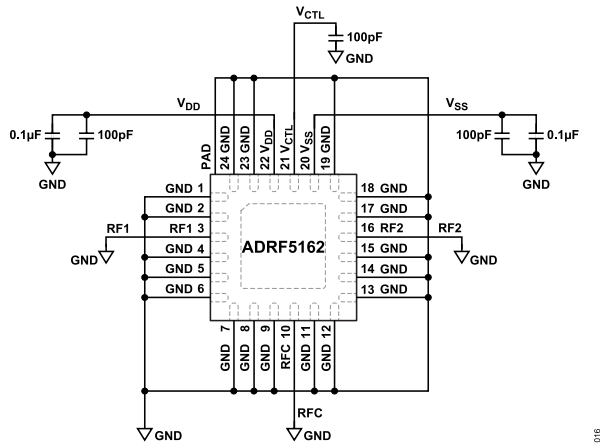 VCTL
100pF
GND
VDD
VSS
0.1µF
100pF
GND
100pF
0.1µF
GND
PAD
24 GND
23 GND
22 VDD
21 VCTL
20 VSS
19 GND
GND 1
GND 2
RF1
RF1 3
GND
GND 4
GND 5
GND 6
ADRF5162
18 GND
17 GND
16 RF2
RF2
GND
15 GND
14 GND
13 GND
GND 7
GND 8
GND 9
RFC 10
GND 11
GND 12
RFC
GND
GND
016